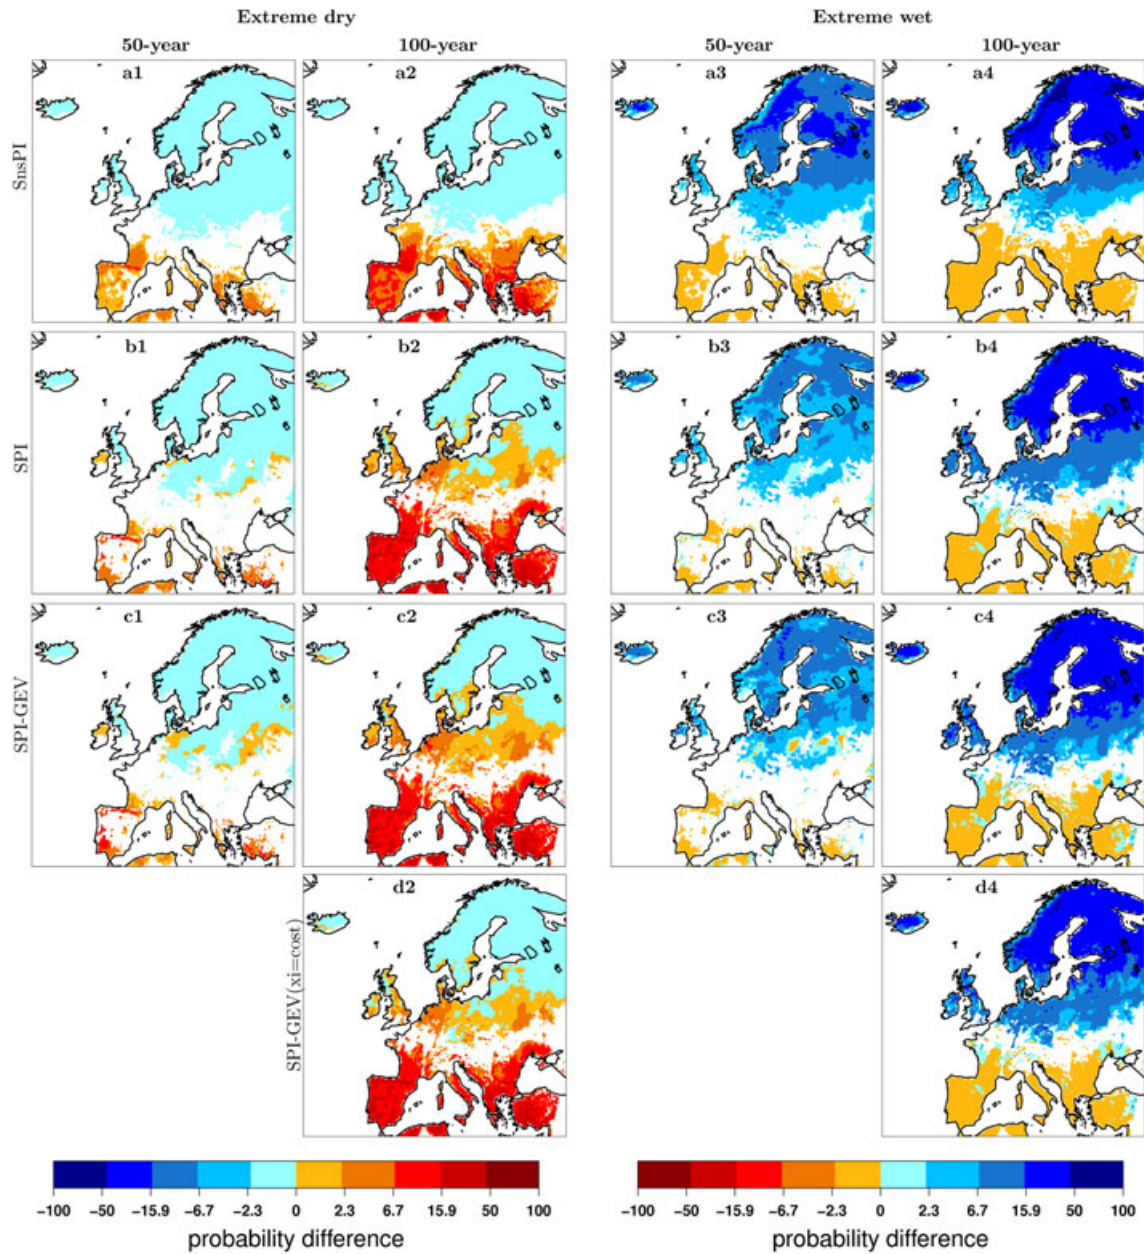 Extreme dry Extreme wet
50-year 100-year 50-year 100-year
SnsPI a1 a2 a3 a4
SPI b1 b2 b3 b4
SPI-GEV c1 c2 c3 c4
SPI-GEV(xi=cost) d2 d4
−100 −50 −15.9 −6.7 −2.3 0 2.3 6.7 15.9 50 100 −100 −50 −15.9 −6.7 −2.3 0 2.3 6.7 15.9 50 100
probability difference probability difference